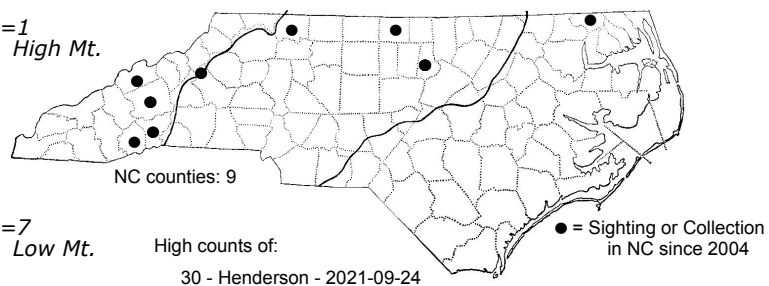 =1
High Mt.
NC counties: 9
=7
Low Mt.
High counts of:
30 - Henderson - 2021-09-24
● = Sighting or Collection
in NC since 2004